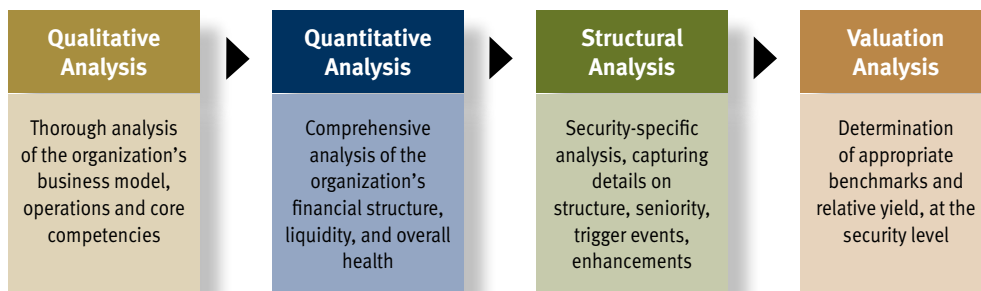 Qualitative
Analysis
Thorough analysis
of the organization's
business model,
operations and core
competencies
Quantitative
Analysis
Comprehensive
analysis of the
organization's
financial structure,
liquidity, and overall
health
Structural
Analysis
Security-specific
analysis, capturing
details on
structure, seniority,
trigger events,
enhancements
Valuation
Analysis
Determination
of appropriate
benchmarks and
relative yield, at the
security level